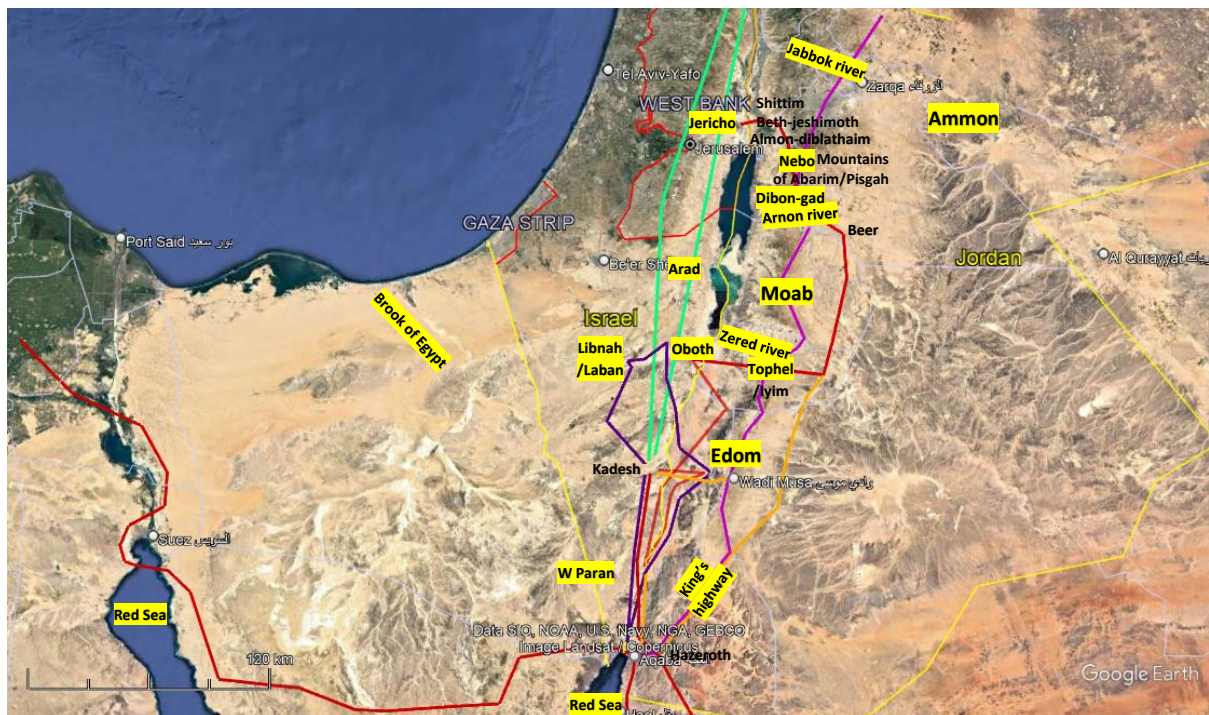 Jabbok river
Tel Aviv-Yafo
Zarqa الزرقاء
WEST BANK
Shittim
Jericho
Beth-jeshimoth
Ammon
Almon-diblathaim
Jerusalem
Nebo Mountains
of Abarim/Pisgah
Dibon-gad
Arnon river
GAZA STRIP
Beer
Port Said بور سعيد
Be'er She
Arad
Jordan
Al Qurayyat
Moab
Brook of Egypt
Israel
Zered river
Libnah
/Laban
Oboth
Tophel
/Iyim
Edom
Kadesh
Wadi Musa وادي موسى
Suez السويس
W Paran
King's
highway
Red Sea
Data SIO, NOAA, U.S. Navy, NGA, GEBCO
Image Landsat / Copernicus
120 km
Aqaba
Hazeroth
Google Earth
Red Sea